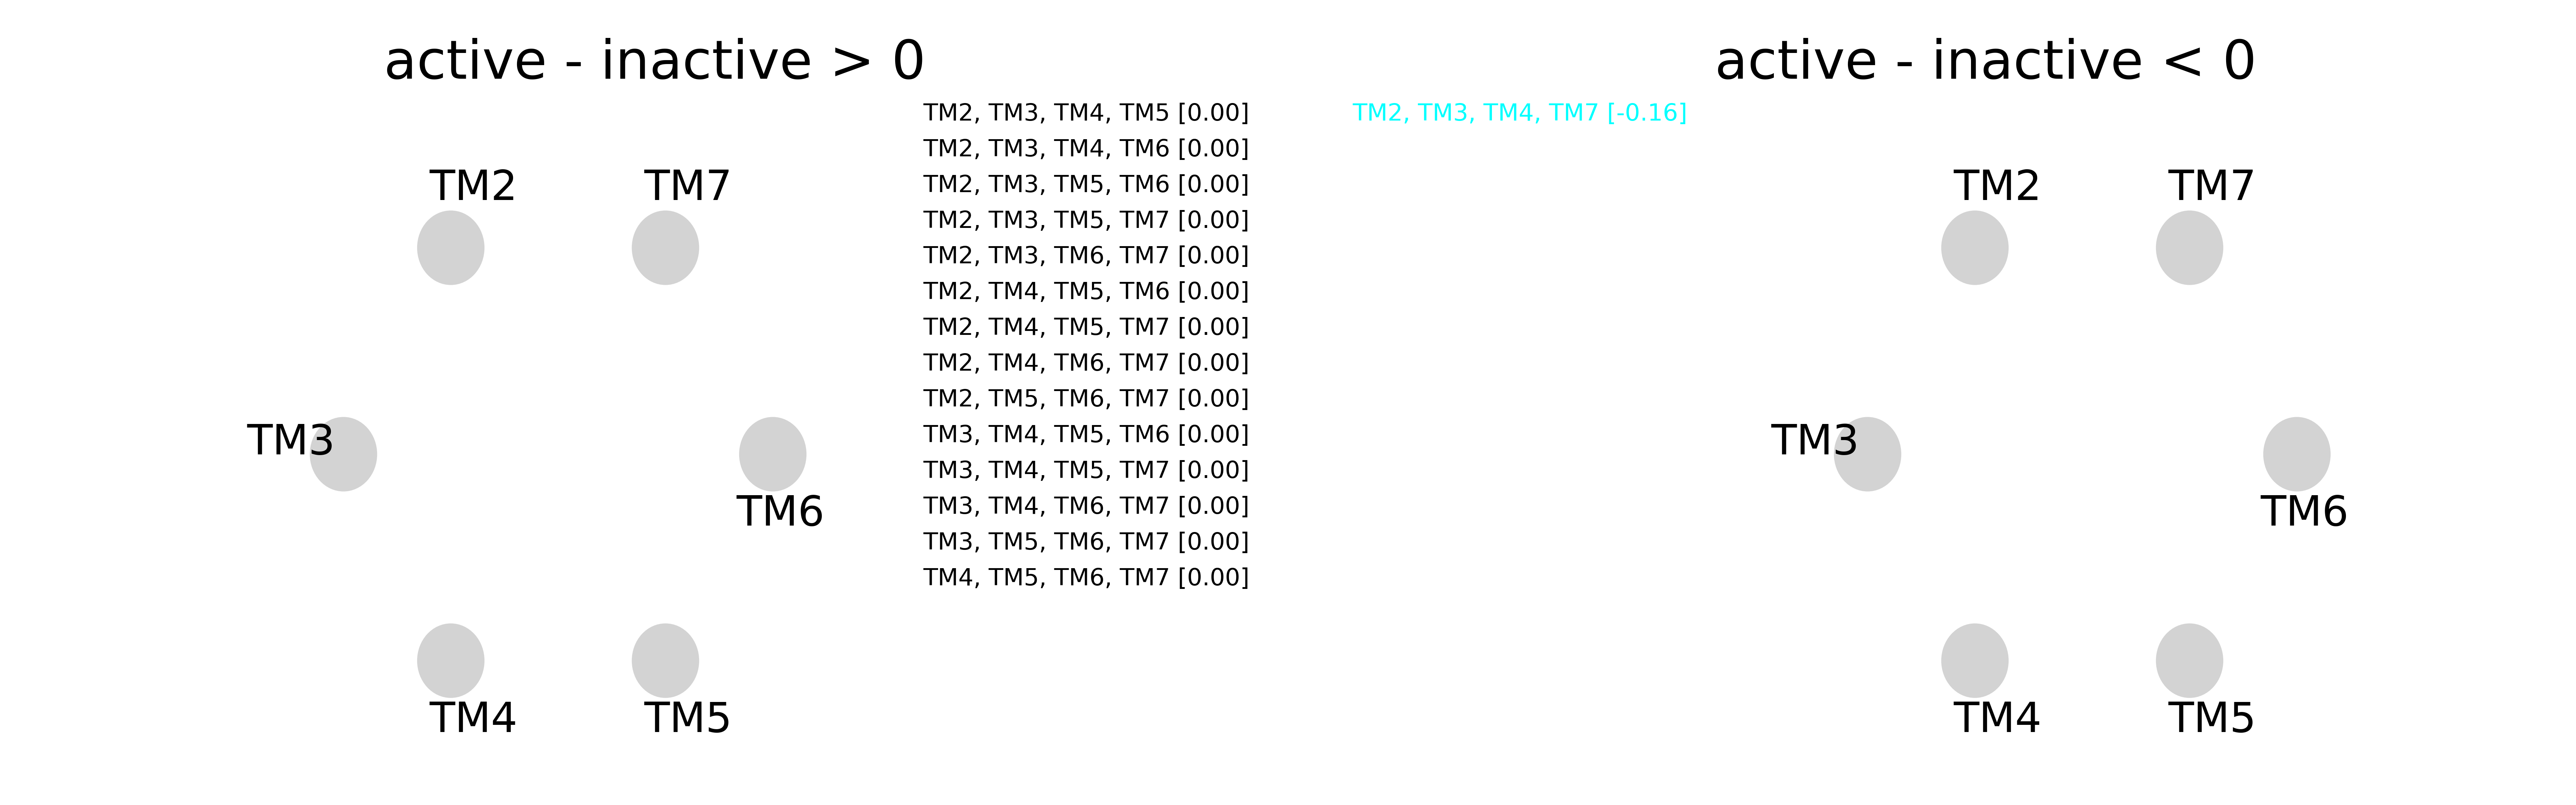 active - inactive > 0
TM2, TM3, TM4, TM5 [0.00]
TM2, TM3, TM4, TM6 [0.00]
TM2, TM3, TM5, TM6 [0.00]
TM2, TM3, TM5, TM7 [0.00]
TM2, TM3, TM6, TM7 [0.00]
TM2, TM4, TM5, TM6 [0.00]
TM2, TM4, TM5, TM7 [0.00]
TM2, TM4, TM6, TM7 [0.00]
TM2, TM5, TM6, TM7 [0.00]
TM3, TM4, TM5, TM6 [0.00]
TM3, TM4, TM5, TM7 [0.00]
TM3, TM4, TM6, TM7 [0.00]
TM3, TM5, TM6, TM7 [0.00]
TM4, TM5, TM6, TM7 [0.00]
TM2
TM7
TM3
TM6
TM4
TM5
active - inactive < 0
TM2, TM3, TM4, TM7 [-0.16]
TM2
TM7
TM3
TM6
TM4
TM5